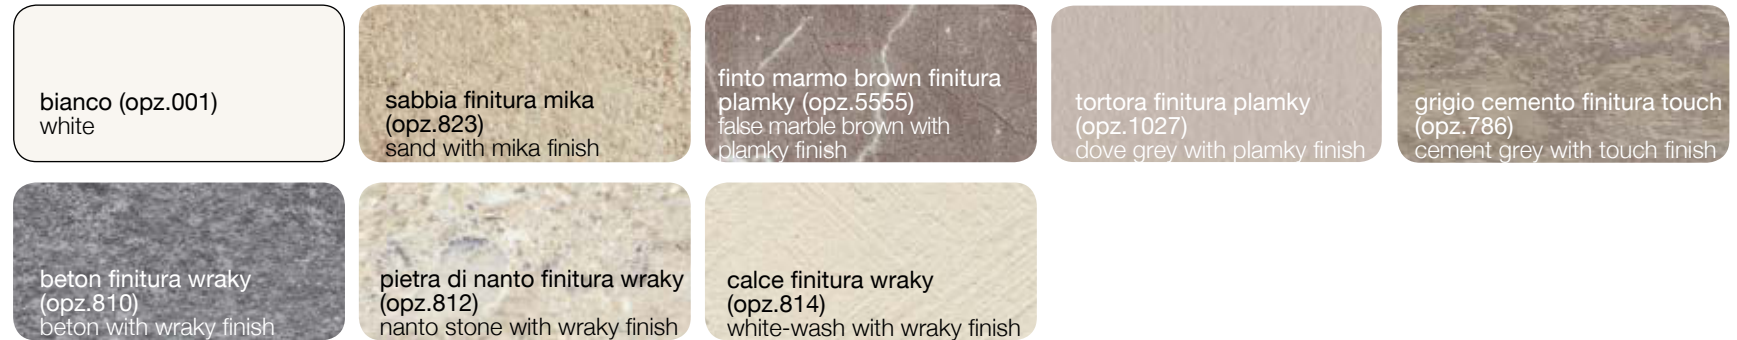 bianco (opz.001)
white
sabbia finitura mika
(opz.823)
sand with mika finish
finto marmo brown finitura
plamky (opz.5555)
false marble brown with
plamky finish
tortora finitura plamky
(opz.1027)
dove grey with plamky finish
grigio cemento finitura touch
(opz.786)
cement grey with touch finish
beton finitura wraky
(opz.810)
beton with wraky finish
pietra di nanto finitura wraky
(opz.812)
nanto stone with wraky finish
calce finitura wraky
(opz.814)
white-wash with wraky finish